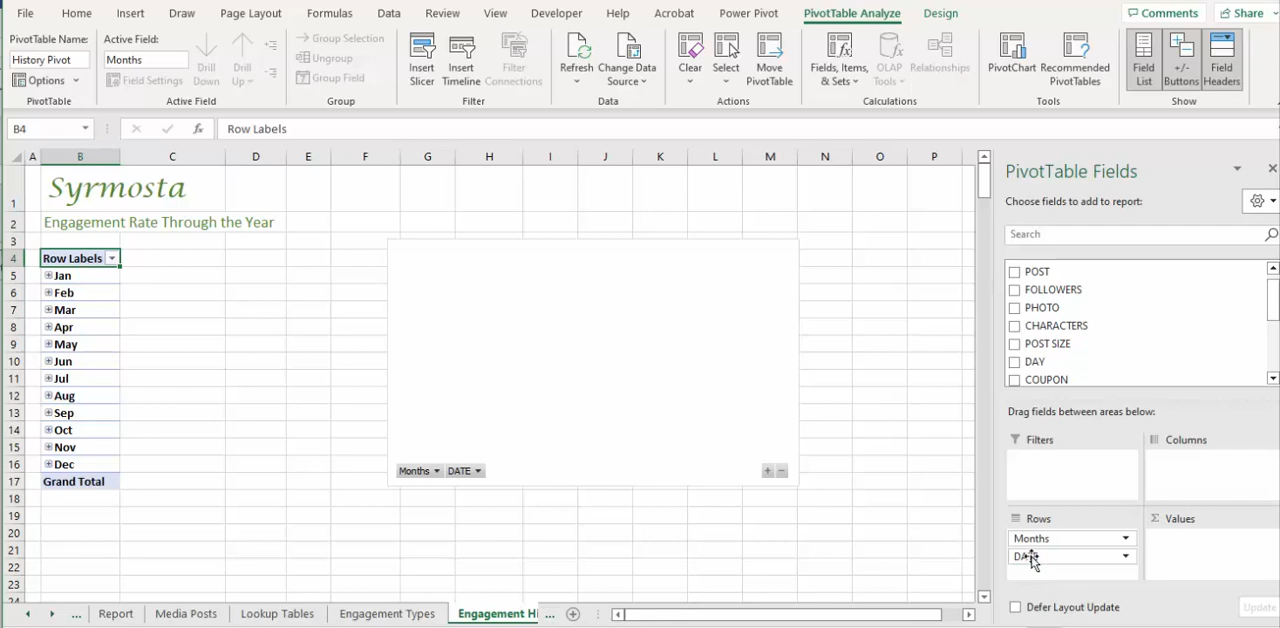 File Home Insert Draw Page Layout Formulas Data Review View Developer Help Acrobat Power Pivot PivotTable Analyze Design Comments Share
PivotTable Name: Active Field: Group Selection
History Pivot Months Ungroup
Options Field Settings Group Field
Drill Down Drill Up
Insert Slicer Insert Timeline Filter Connections Refresh Change Data Source Clear Select Move PivotTable Fields, Items, & Sets OLAP Tools Relationships PivotChart Recommended PivotTables Field List +/- Buttons Field Headers
PivotTable Active Field Group Filter Data Actions Calculations Tools Show
B4 fx Row Labels
A B C D E F G H I J K L M N O P
1 Syrmosta
2 Engagement Rate Through the Year
3
4 Row Labels
5 Jan
6 Feb
7 Mar
8 Apr
9 May
10 Jun
11 Jul
12 Aug
13 Sep
14 Oct
15 Nov
16 Dec
17 Grand Total
18
19
20
21
22
23
24
Months DATE + −
PivotTable Fields
Choose fields to add to report:
Search
POST
FOLLOWERS
PHOTO
CHARACTERS
POST SIZE
DAY
COUPON
Drag fields between areas below:
Filters Columns
Rows Σ Values
Months
Defer Layout Update Update
... Report Media Posts Lookup Tables Engagement Types Engagement Hi ...